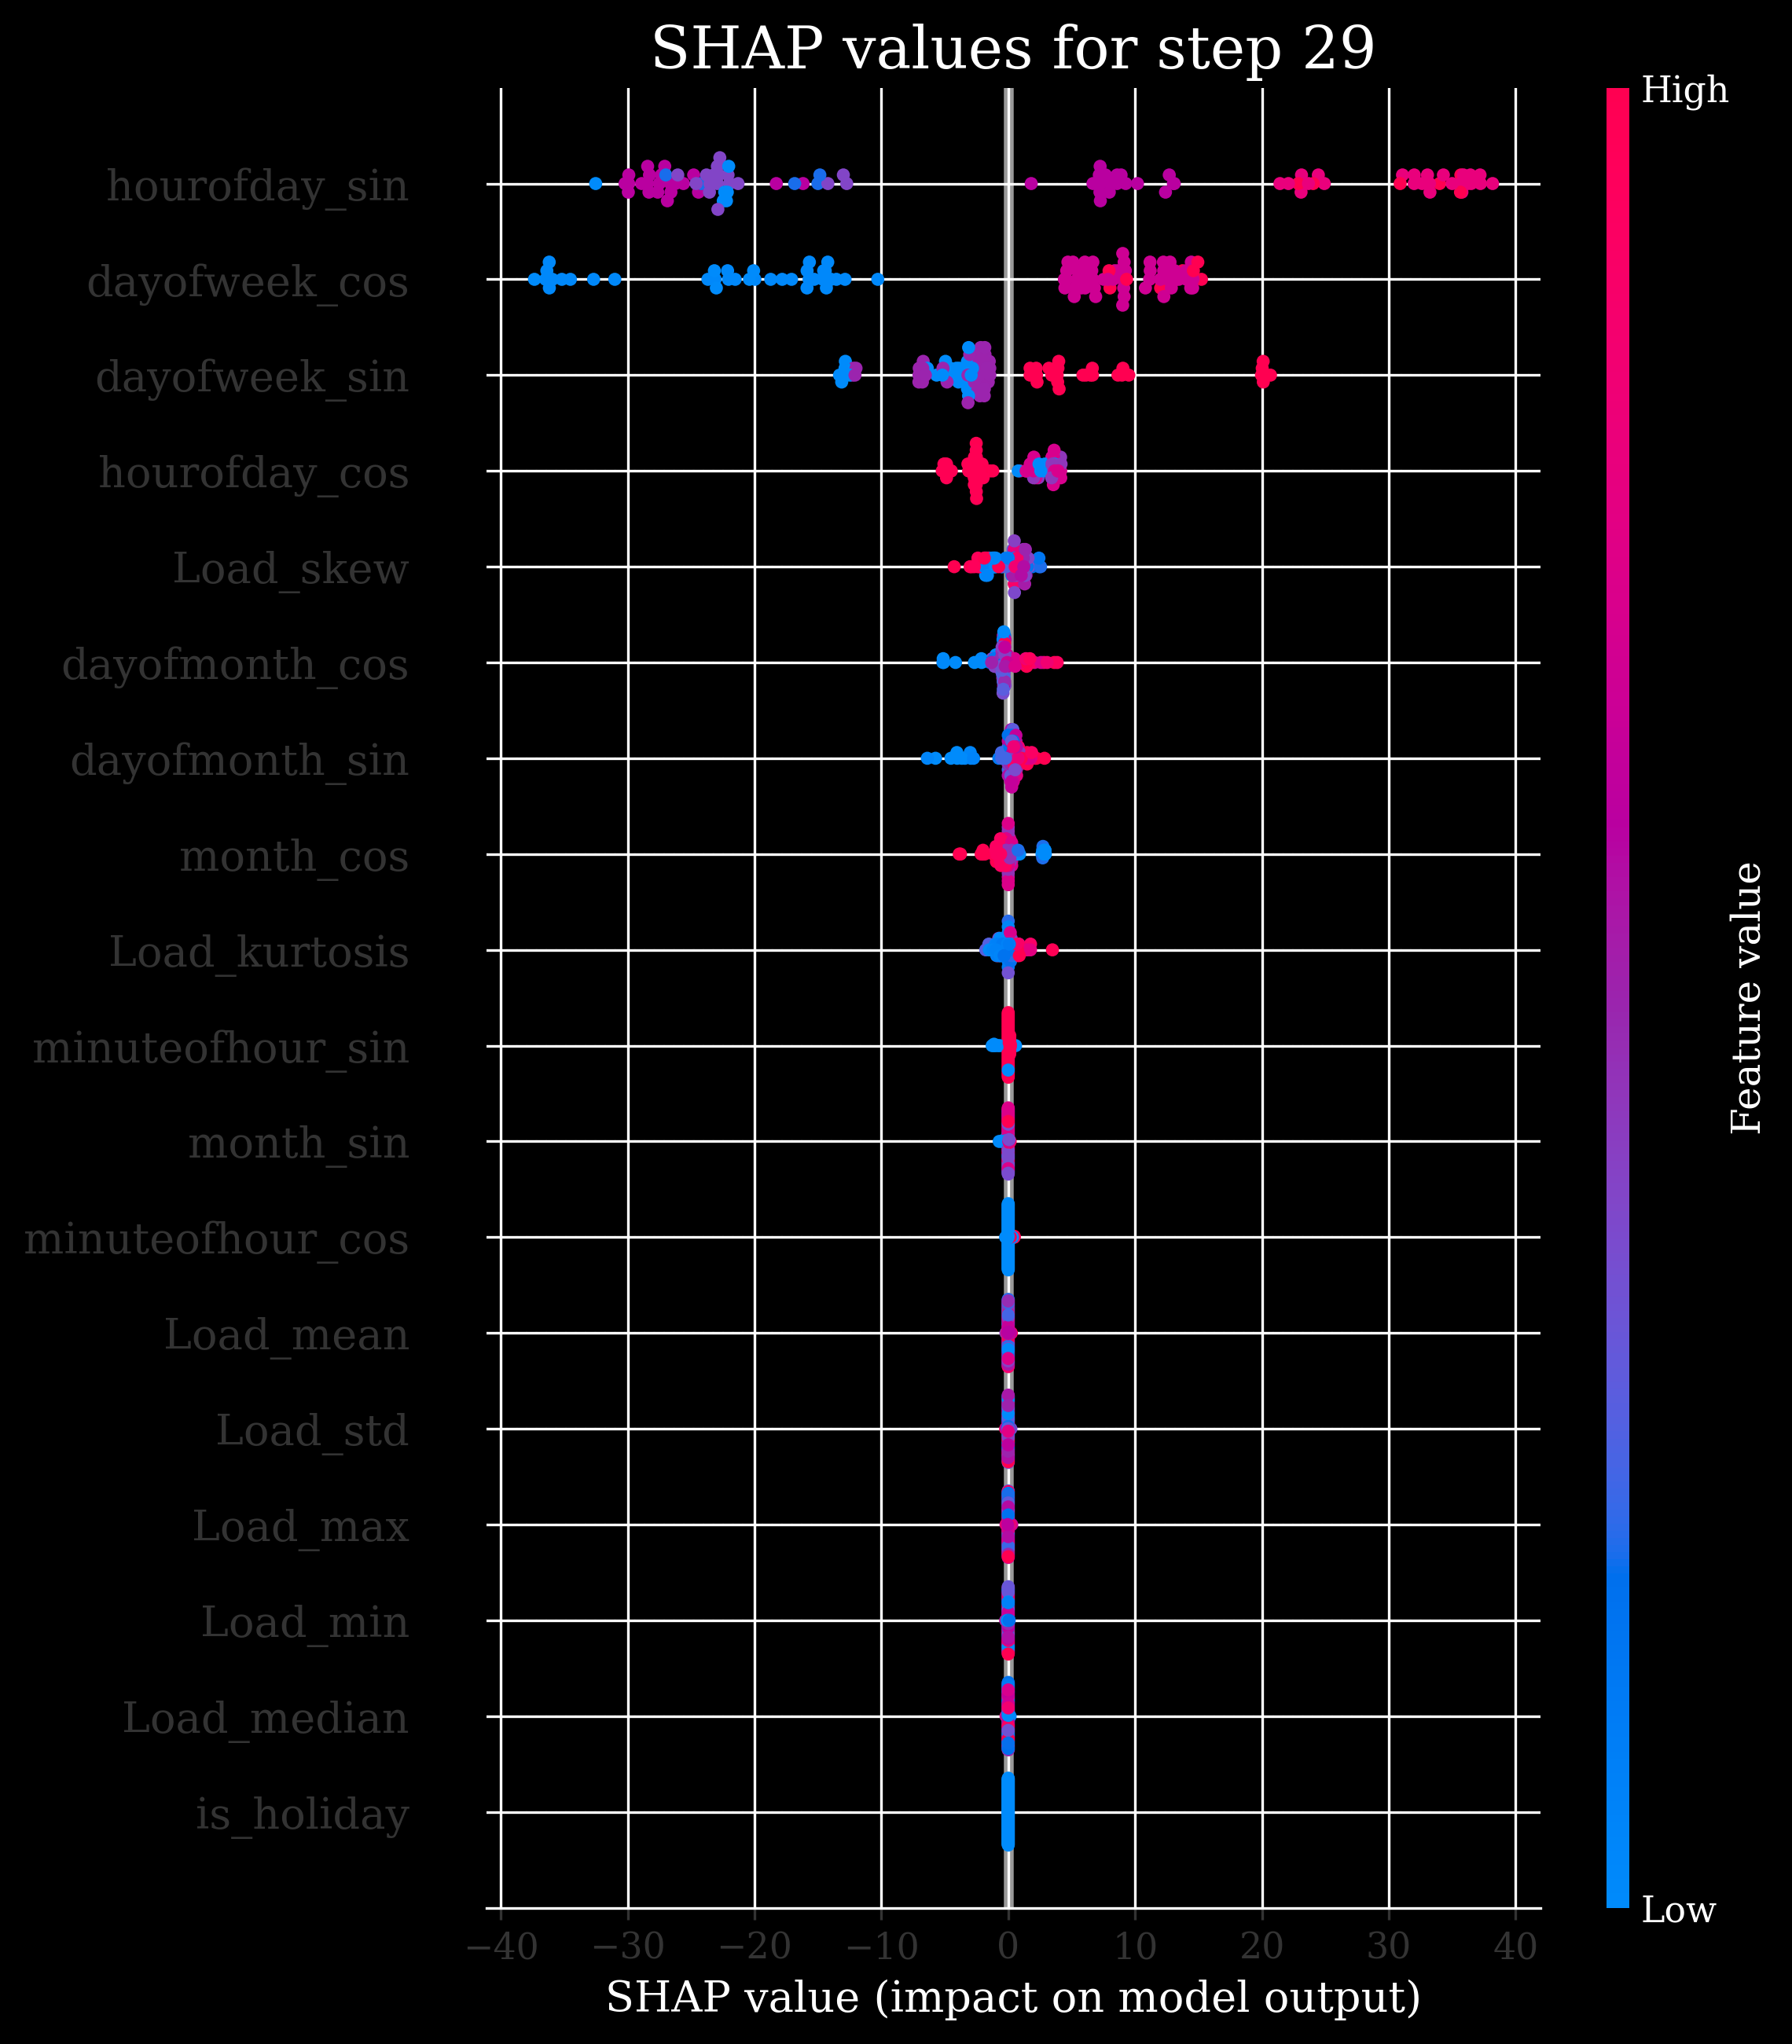 SHAP values for step 29
High
hourofday_sin
dayofweek_cos
dayofweek_sin
hourofday_cos
Load_skew
dayofmonth_cos
dayofmonth_sin
month_cos
Load_kurtosis
minuteofhour_sin
month_sin
minuteofhour_cos
Load_mean
Load_std
Load_max
Load_min
Load_median
is_holiday
Feature value
Low
−40 −30 −20 −10 0 10 20 30 40
SHAP value (impact on model output)